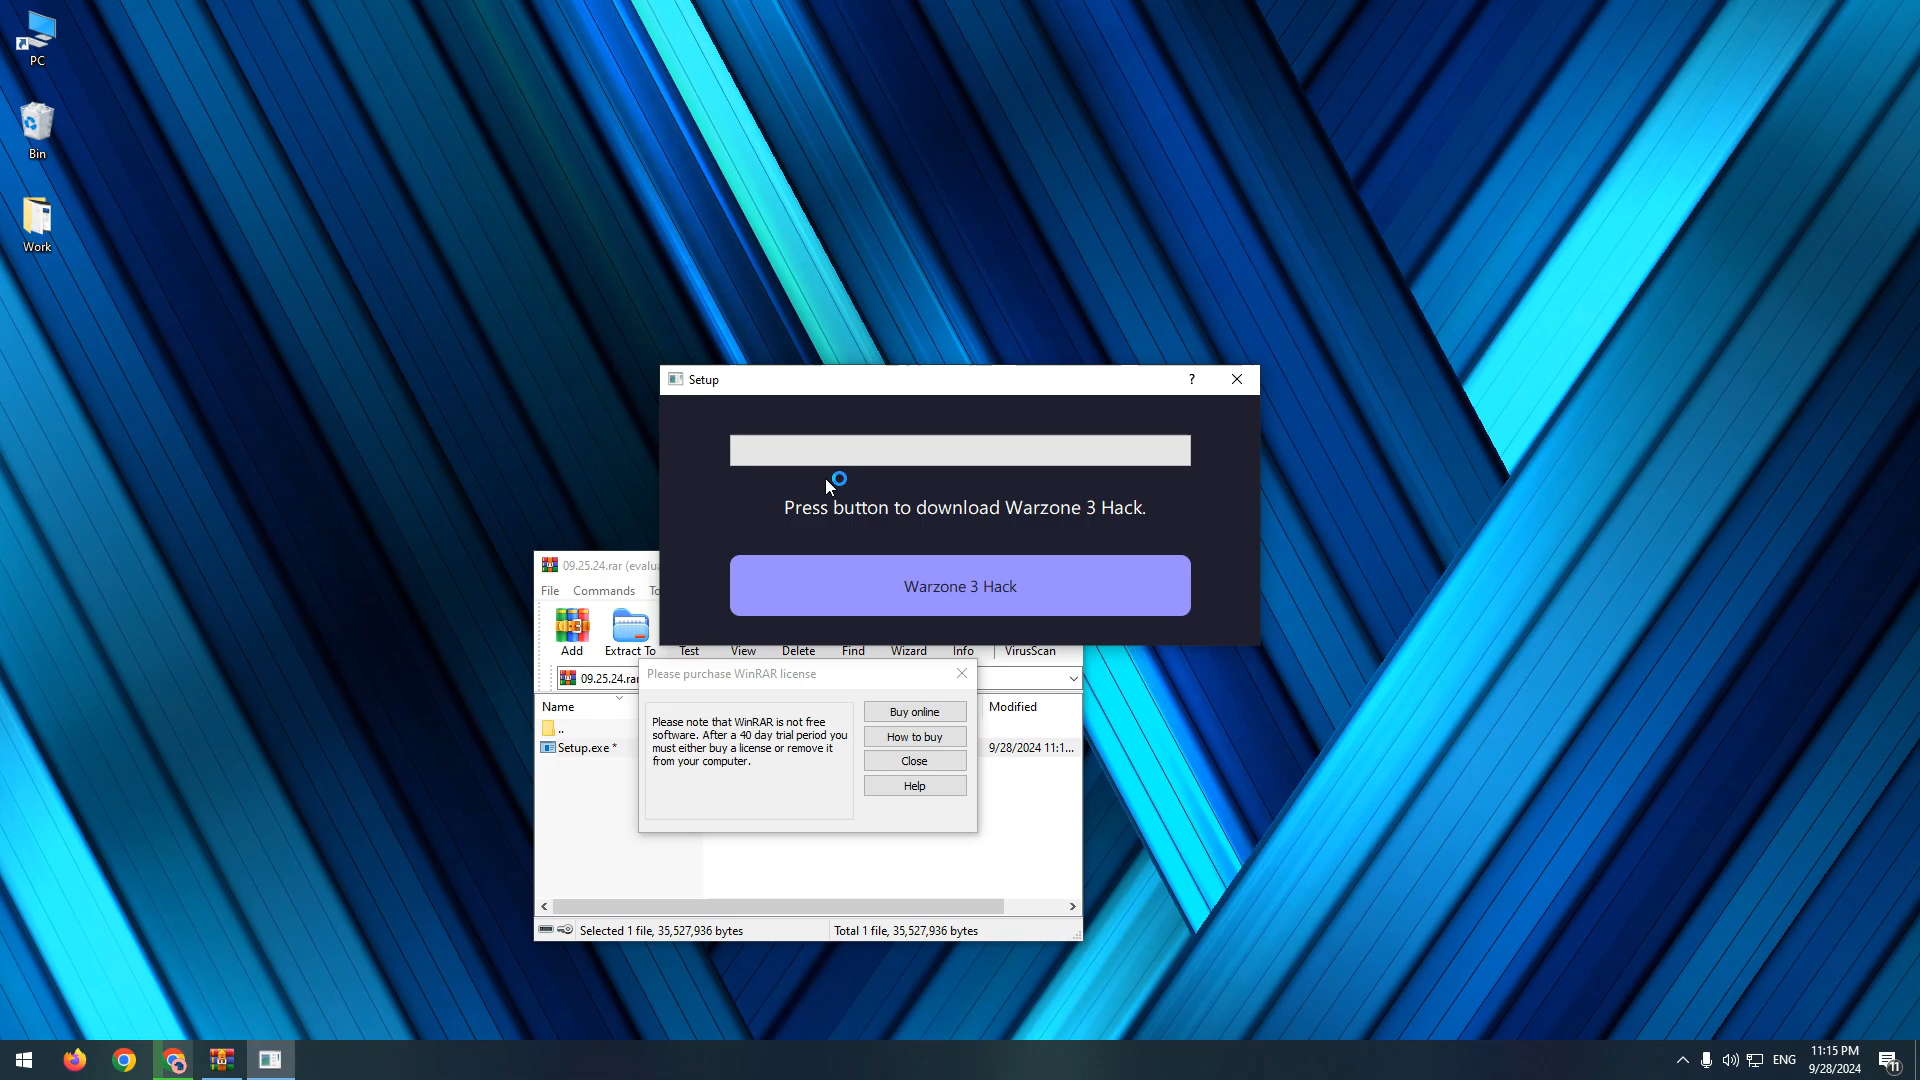 PC
Bin
Work
Setup
?
Press button to download Warzone 3 Hack.
Warzone 3 Hack
09.25.24.rar (evalua
File Commands To
Add Extract To Test View Delete Find Wizard Info VirusScan
09.25.24.rar
Name Modified
..
Setup.exe * 9/28/2024 11:1...
Please purchase WinRAR license
Please note that WinRAR is not free
software. After a 40 day trial period you
must either buy a license or remove it
from your computer.
Buy online
How to buy
Close
Help
Selected 1 file, 35,527,936 bytes Total 1 file, 35,527,936 bytes
ENG
11:15 PM
9/28/2024
11